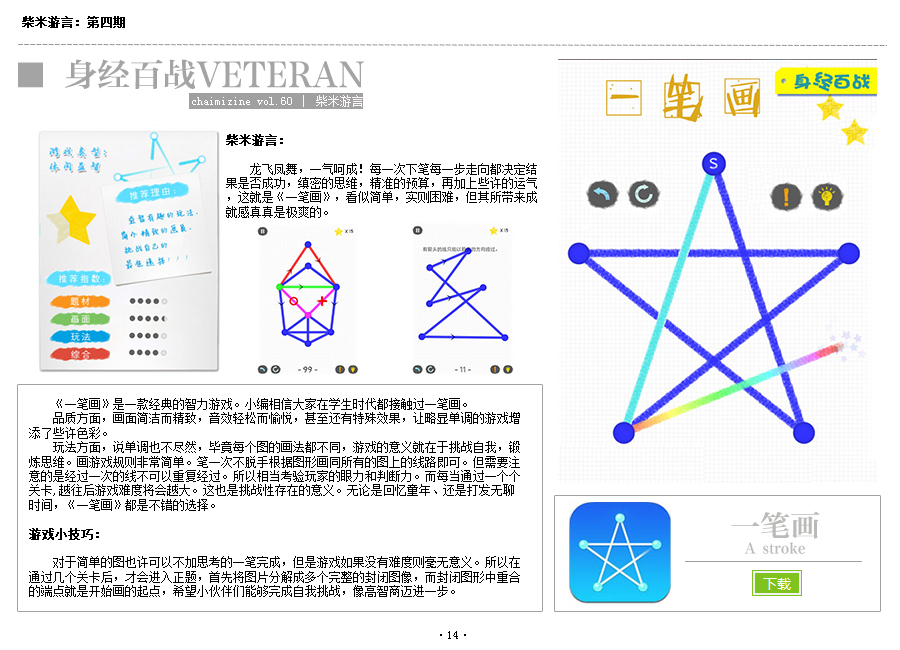 柴米游言：第四期
身经百战VETERAN
chaimizine vol.60 | 柴米游言
游戏类型：
休闲益智
推荐理由：
虽普有趣的玩法，
简个精致的画really
挑战自己的
最佳选择！！！
推荐指数：
题材
画面
玩法
综合
柴米游言：
龙飞凤舞，一气呵成！每一次下笔每一步走向都决定结
果是否成功，缜密的思维，精准的预算，再加上些许的运气
，这就是《一笔画》，看似简单，实则困难，但其所带来成
就感真真是极爽的。
X 15
-99-
X 15
有箭头的线只能以箭头的方向经过。
-11-
《一笔画》是一款经典的智力游戏。小编相信大家在学生时代都接触过一笔画。
品质方面，画面简洁而精致，音效轻松而愉悦，甚至还有特殊效果，让略显单调的游戏增
添了些许色彩。
玩法方面，说单调也不尽然，毕竟每个图的画法都不同，游戏的意义就在于挑战自我，锻
炼思维。画游戏规则非常简单。笔一次不脱手根据图形画同所有的图上的线路即可。但需要注
意的是经过一次的线不可以重复经过。所以相当考验玩家的眼力和判断力。而每当通过一个个
关卡,越往后游戏难度将会越大。这也是挑战性存在的意义。无论是回忆童年、还是打发无聊
时间，《一笔画》都是不错的选择。
游戏小技巧：
对于简单的图也许可以不加思考的一笔完成，但是游戏如果没有难度则毫无意义。所以在
通过几个关卡后，才会进入正题，首先将图片分解成多个完整的封闭图像，而封闭图形中重合
的端点就是开始画的起点，希望小伙伴们能够完成自我挑战，像高智商迈进一步。
一笔画
身经百战
S
一笔画
A stroke
下载
· 14 ·